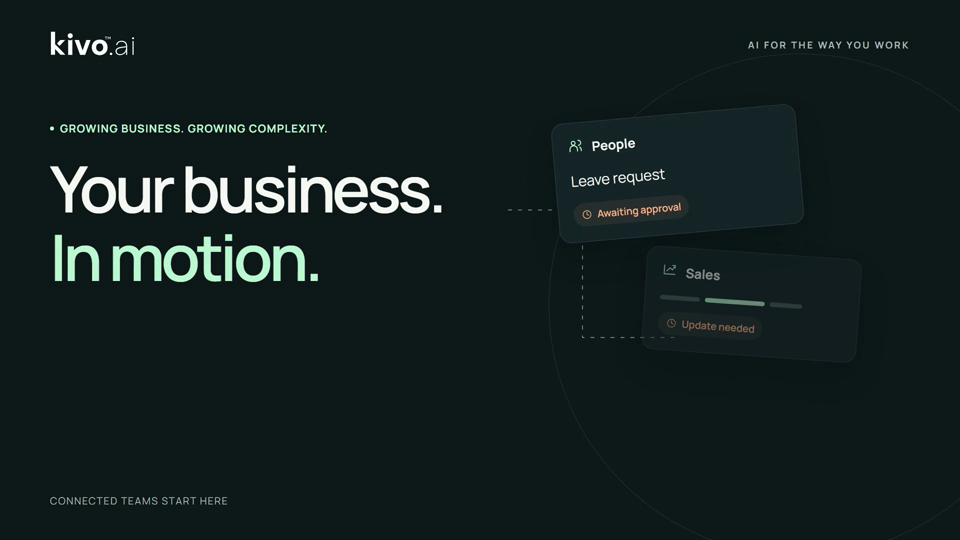 kivo™.ai
AI FOR THE WAY YOU WORK
• GROWING BUSINESS. GROWING COMPLEXITY.
Your business.
In motion.
People
Leave request
Awaiting approval
Sales
Update needed
CONNECTED TEAMS START HERE